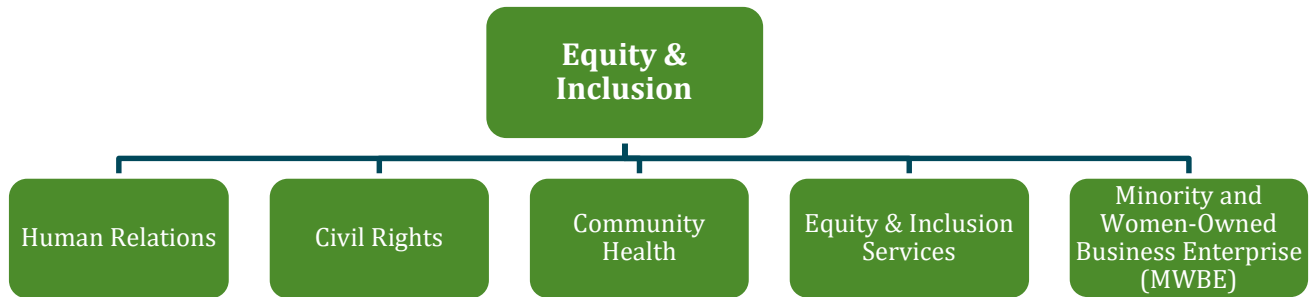 Equity &
Inclusion
Human Relations
Civil Rights
Community
Health
Equity & Inclusion
Services
Minority and
Women-Owned
Business Enterprise
(MWBE)